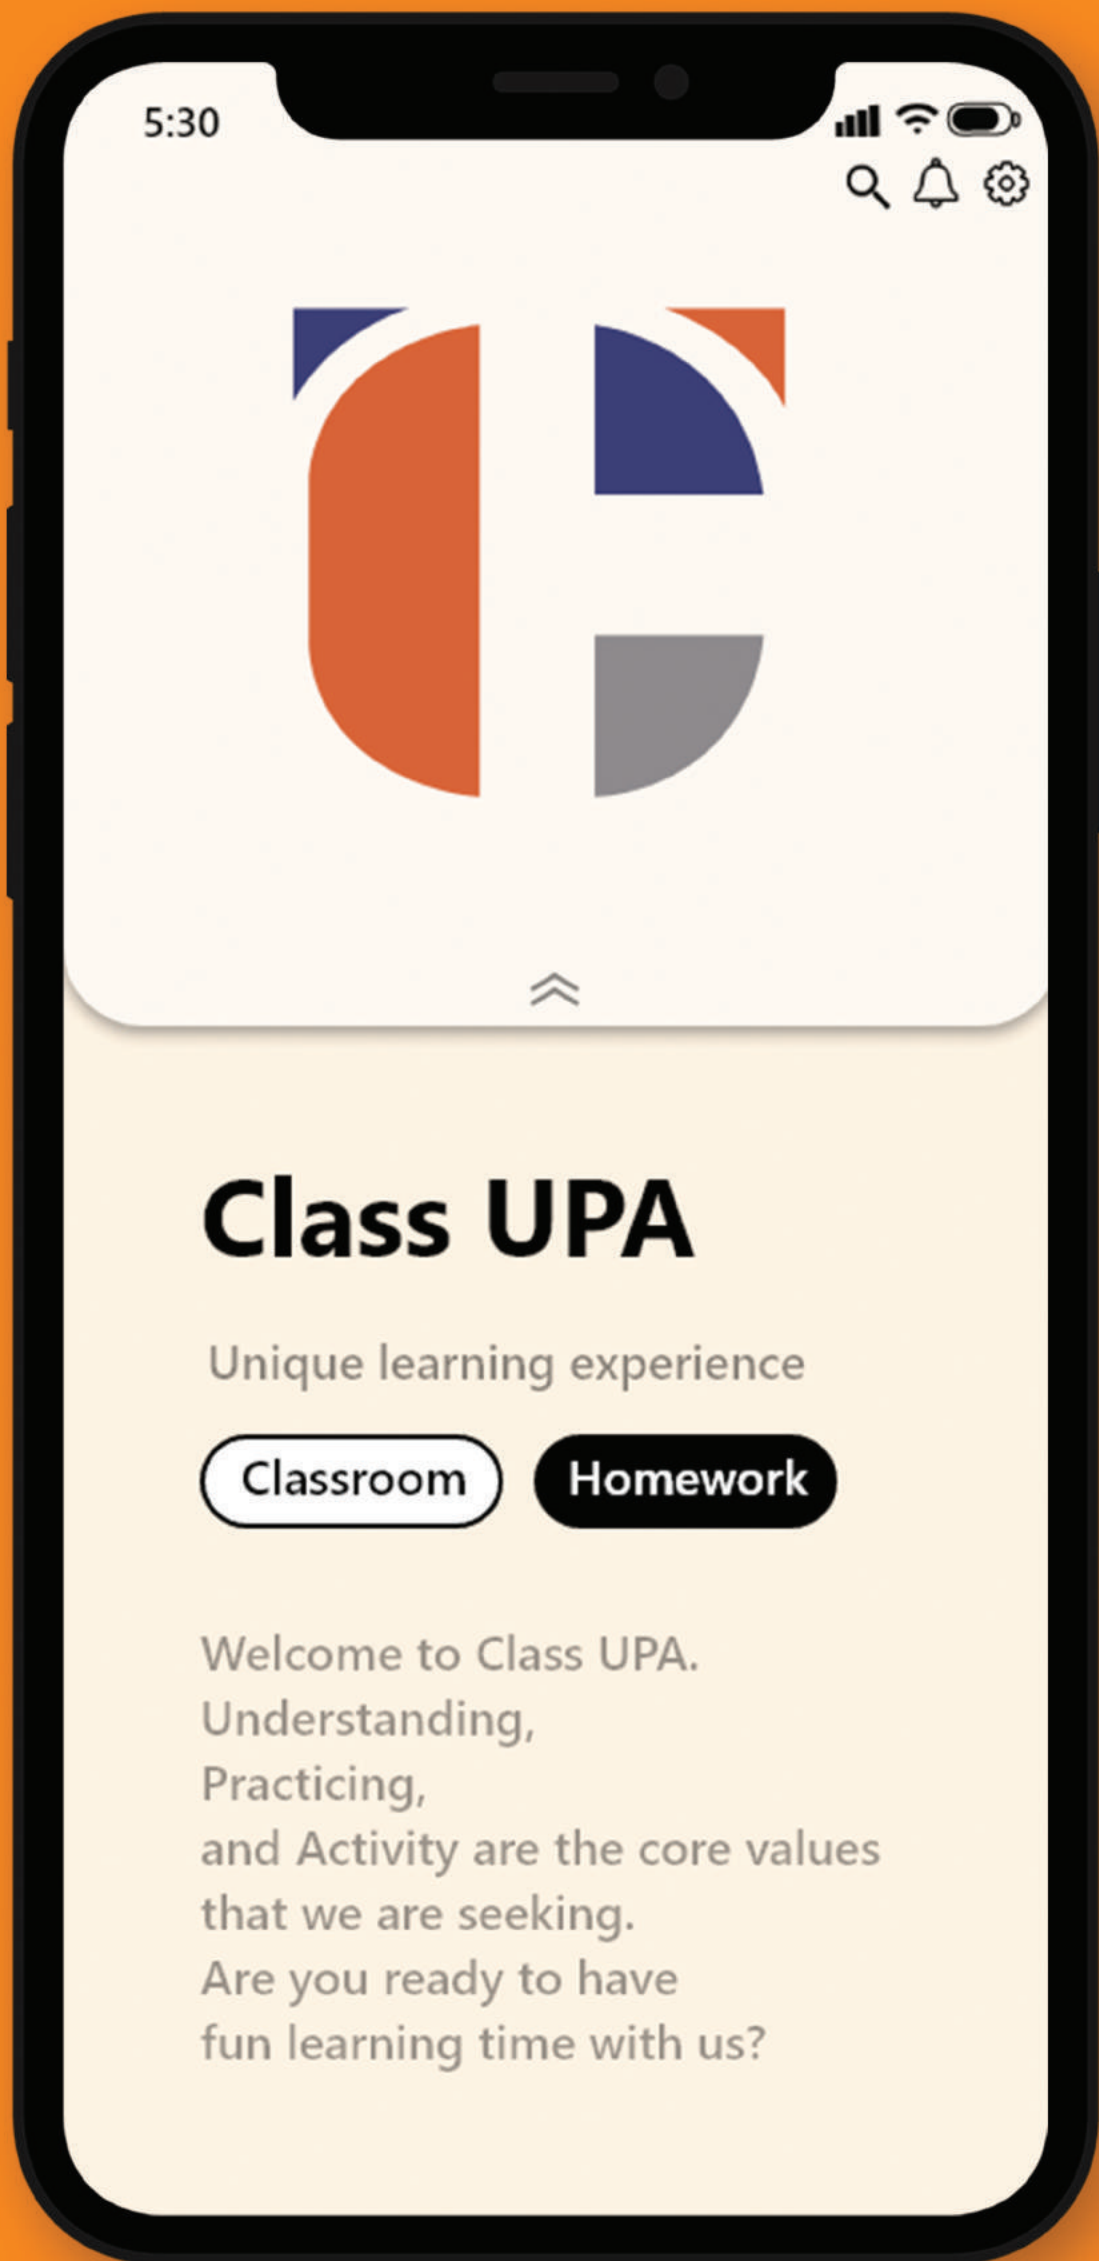 5:30
Class UPA
Unique learning experience
Classroom Homework
Welcome to Class UPA.
Understanding,
Practicing,
and Activity are the core values
that we are seeking.
Are you ready to have
fun learning time with us?